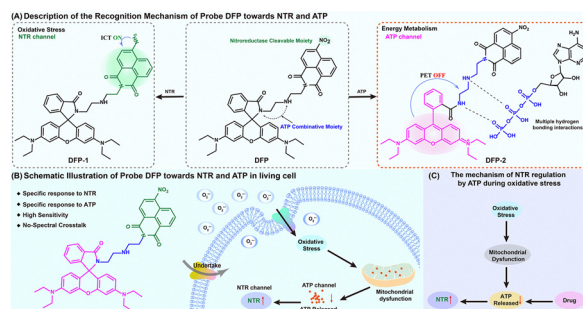 (A) Description of the Recognition Mechanism of Probe DFP towards NTR and ATP
Oxidative Stress
NTR channel
ICT ON
NTR
DFP-1
Nitroreductase Cleavable Moiety
NO₂
ATP Combinative Moiety
DFP
ATP
Energy Metabolism
ATP channel
PET OFF
NO₂
NH₂
Multiple hydrogen
bonding interactions
DFP-2
(B) Schematic Illustration of Probe DFP towards NTR and ATP in living cell
Specific response to NTR
Specific response to ATP
High Sensitivity
No-Spectral Crosstalk
NO₂
Undertake
Oxidative
Stress
Mitochondrial
dysfunction
ATP channel
ATP Released
NTR channel
NTR
(C) The mechanism of NTR regulation
by ATP during oxidative stress
Oxidative
Stress
Mitochondrial
Dysfunction
NTR
ATP
Released
Drug